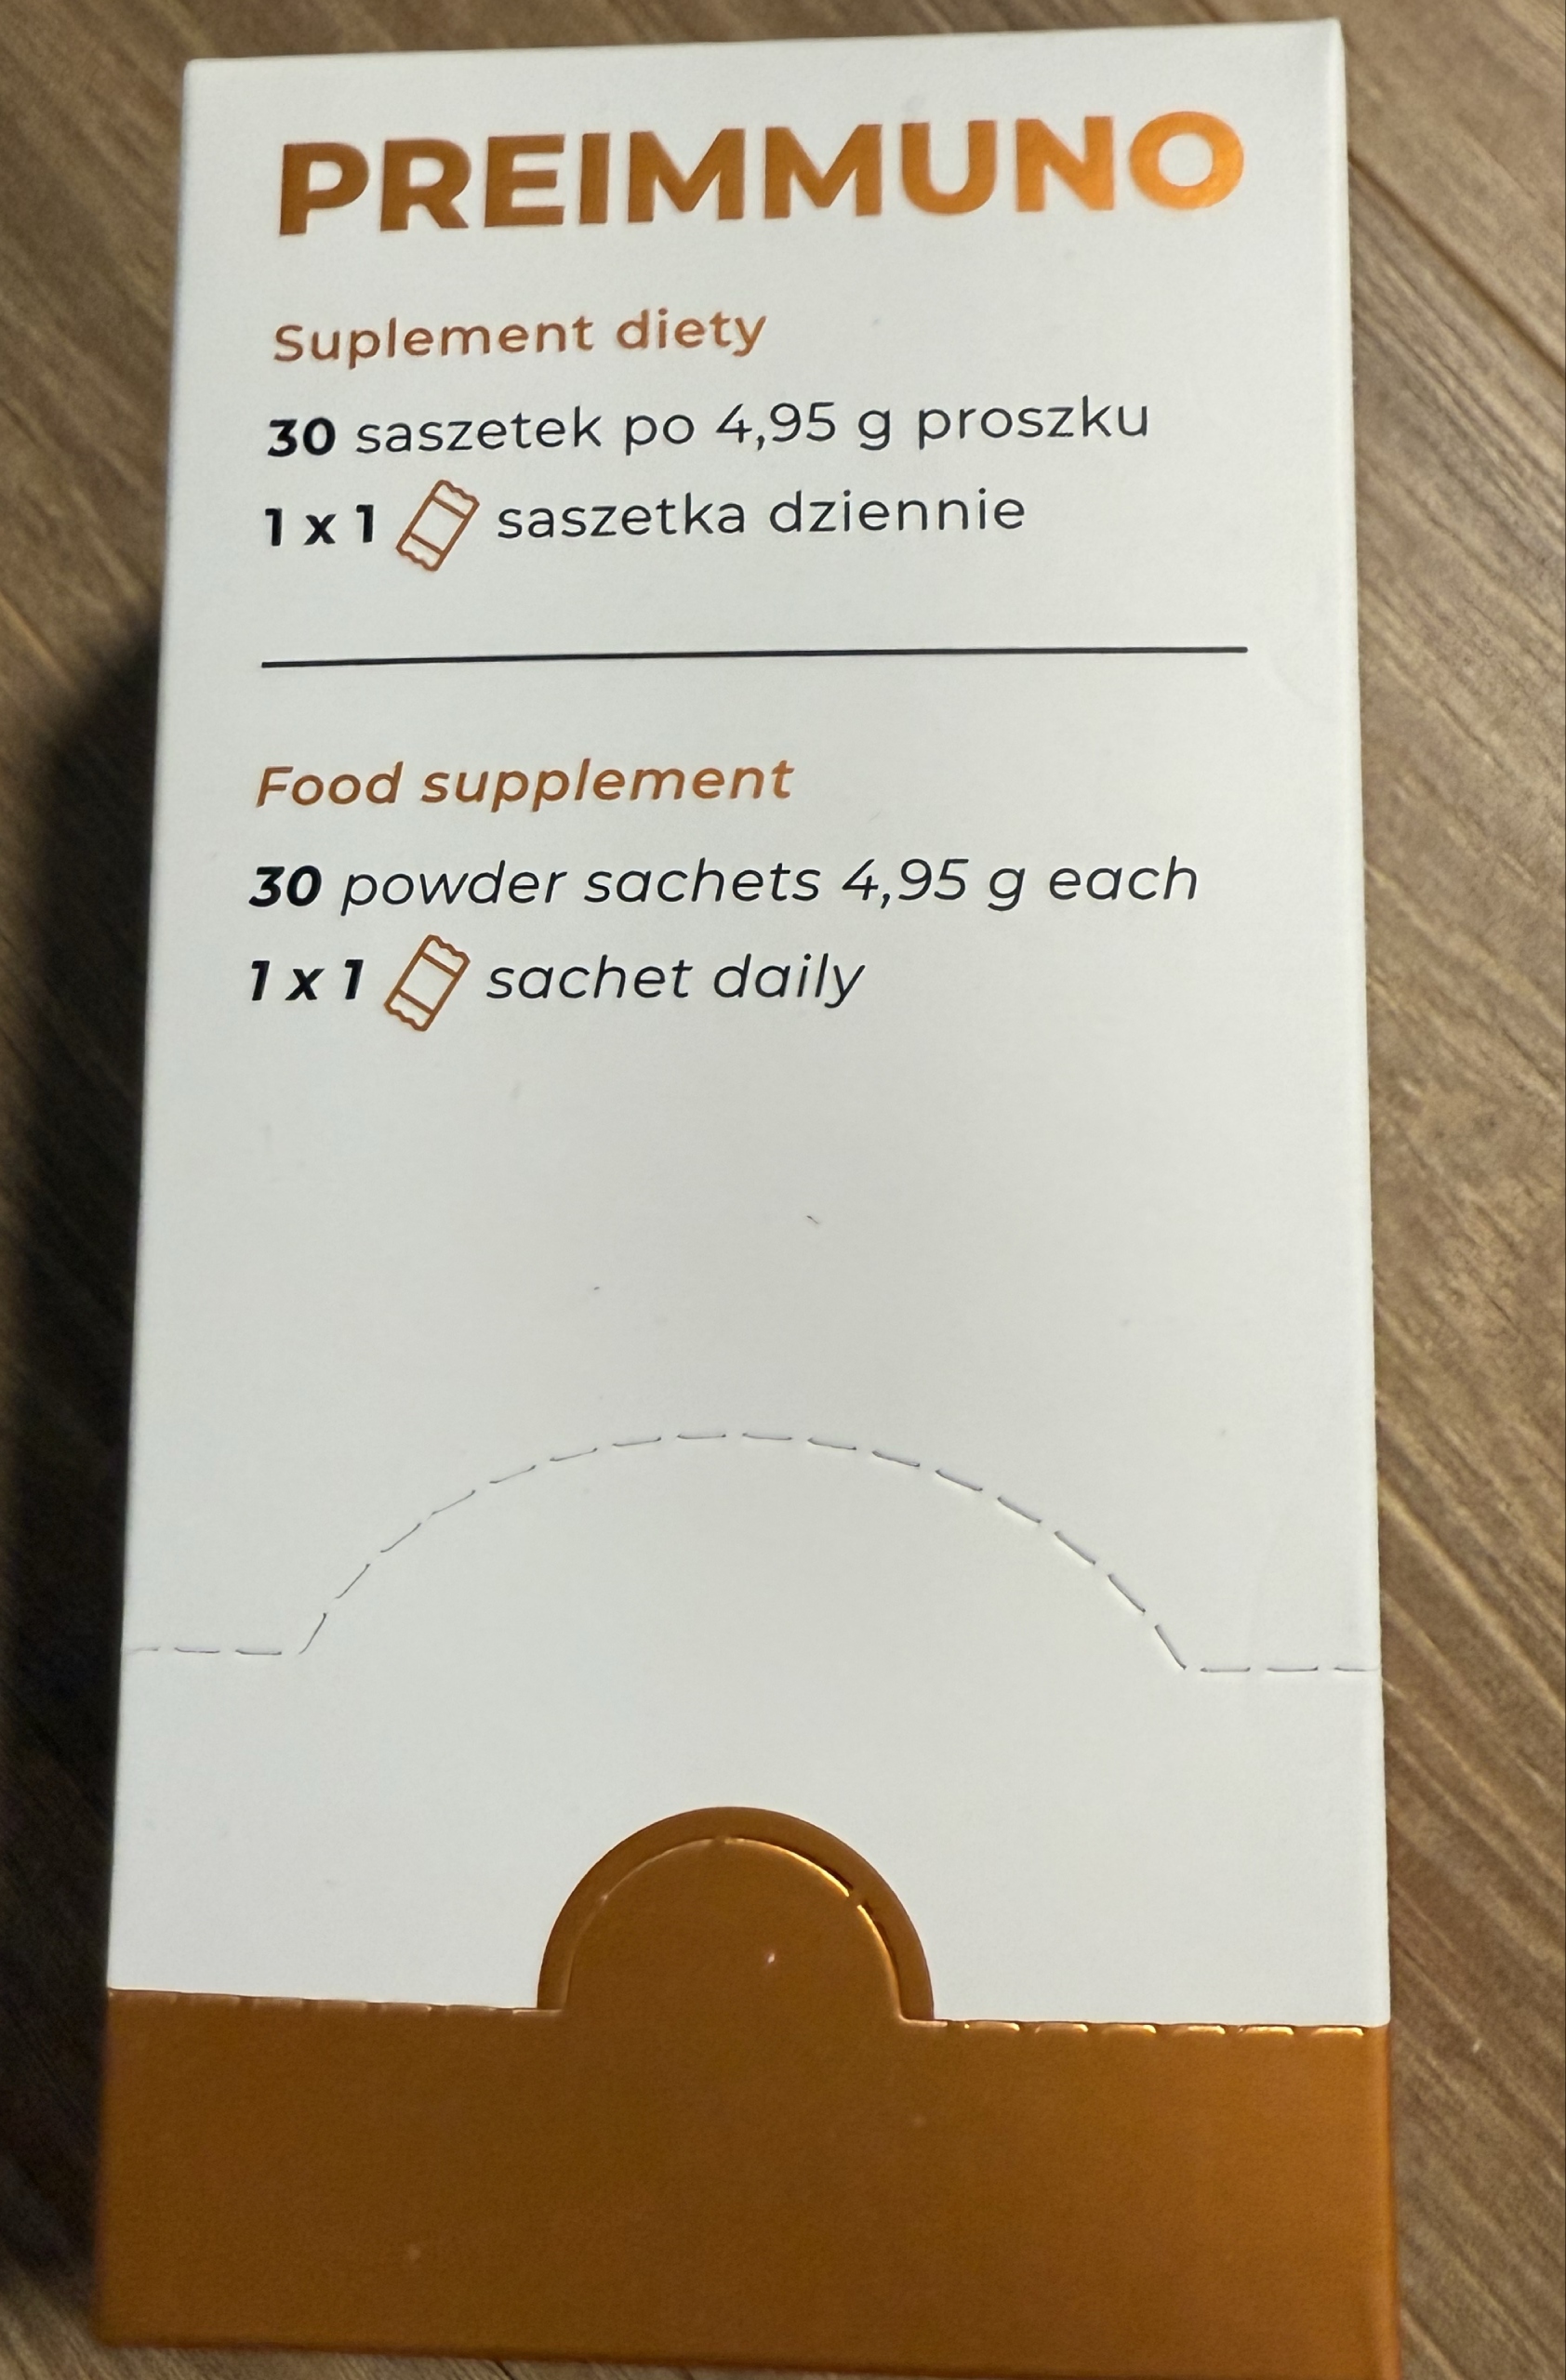 PREIMMUNO
Suplement diety
30 saszetek po 4,95 g proszku
1 x 1 saszetka dziennie
Food supplement
30 powder sachets 4,95 g each
1 x 1 sachet daily